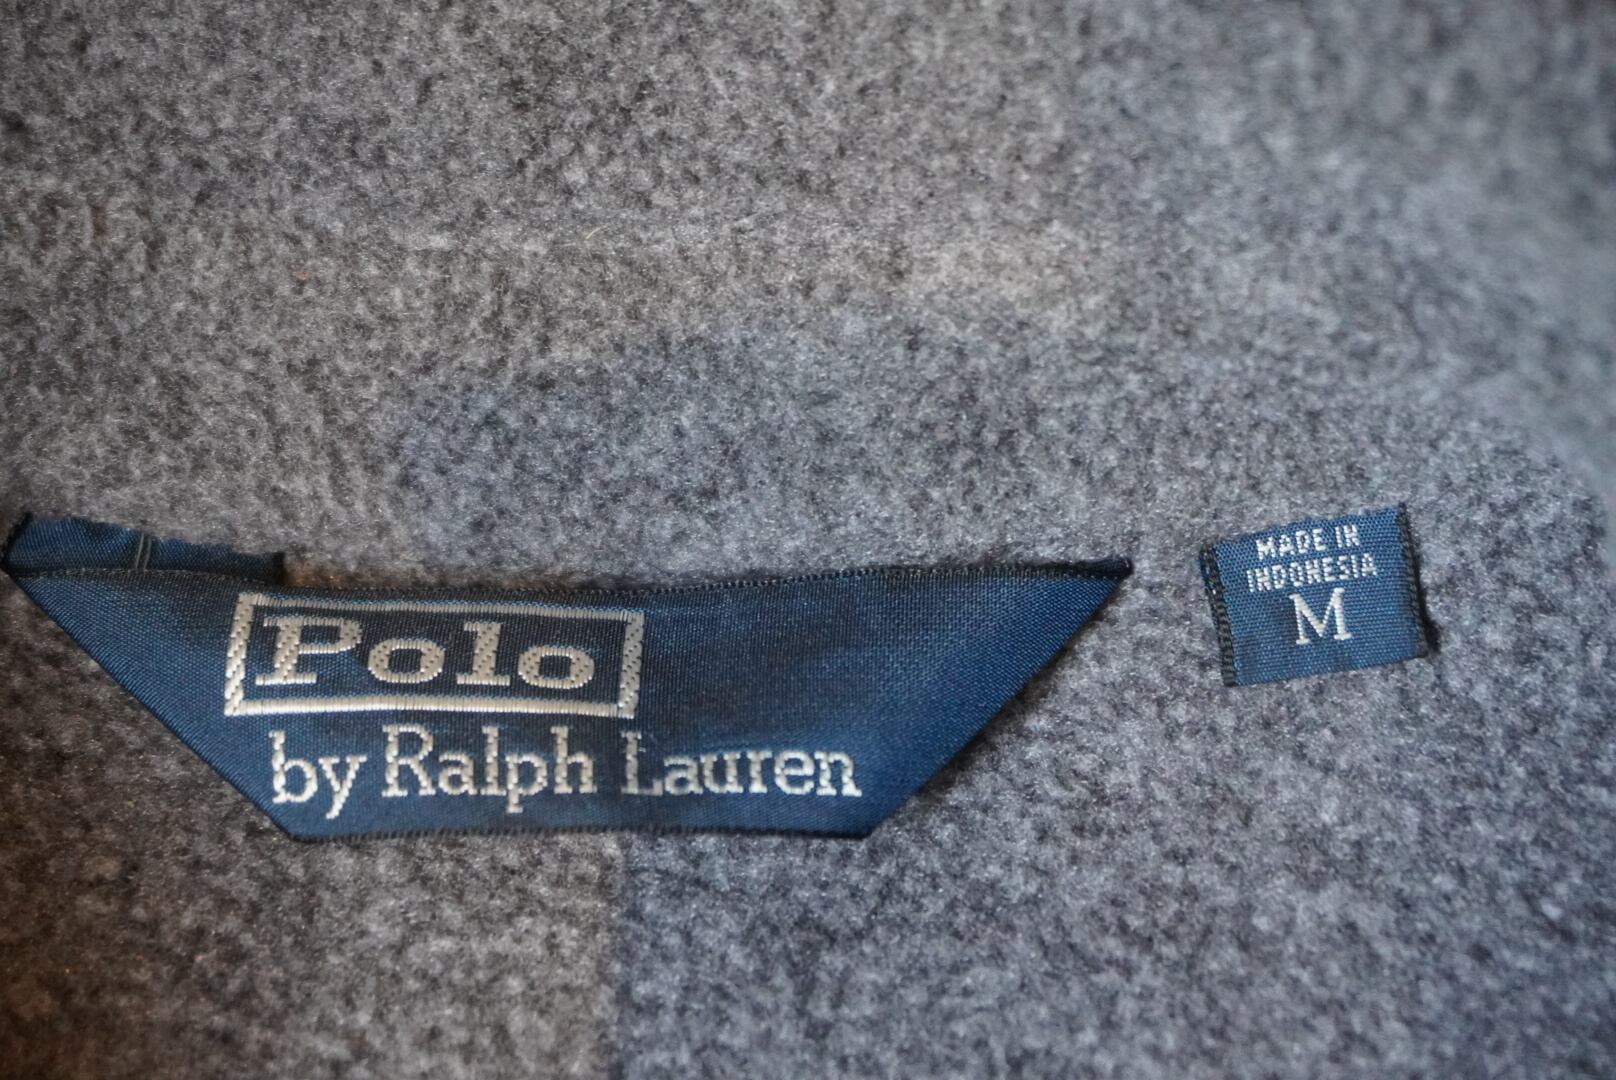 Polo
by Ralph Lauren
MADE IN
INDONESIA
M